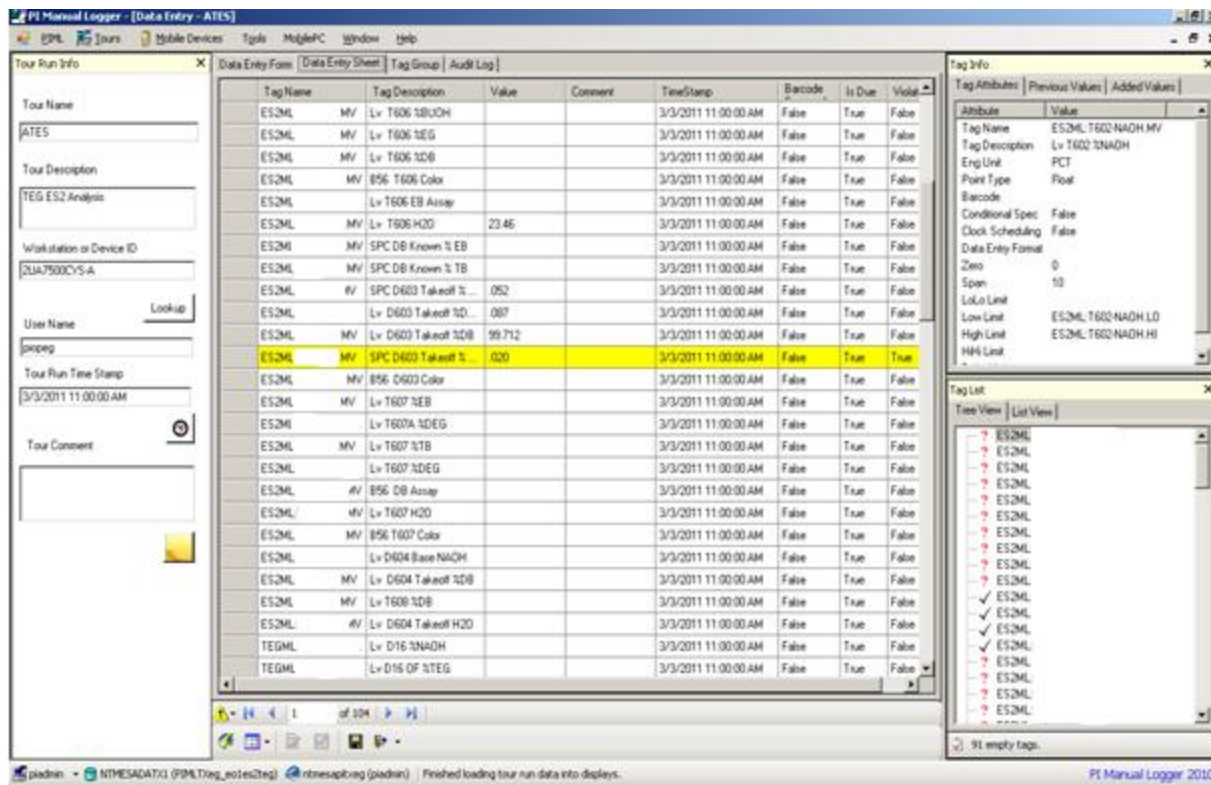 PI Manual Logger - [Data Entry - ATES]
PIML Tours Mobile Devices Tools MobilePC Window Help
Tour Run Info
Tour Name
ATES
Tour Description
TEG ES2 Analysis
Workstation or Device ID
2UA7500CYS-A
Lookup
User Name
piopeg
Tour Run Time Stamp
3/3/2011 11:00:00 AM
Tour Comment
Data Entry Form Data Entry Sheet Tag Group Audit Log
Tag Name Tag Description Value Comment TimeStamp Barcode Is Due Violat
ES2ML MV Lv T606 %BUOH 3/3/2011 11:00:00 AM False True False
ES2ML MV Lv T606 %EG 3/3/2011 11:00:00 AM False True False
ES2ML MV Lv T606 %DB 3/3/2011 11:00:00 AM False True False
ES2ML MV B56 T606 Color 3/3/2011 11:00:00 AM False True False
ES2ML Lv T606 EB Assay 3/3/2011 11:00:00 AM False True False
ES2ML MV Lv T606 H2O 23.46 3/3/2011 11:00:00 AM False True False
ES2MI MV SPC DB Known % EB 3/3/2011 11:00:00 AM False True False
ES2ML MV SPC DB Known % TB 3/3/2011 11:00:00 AM False True False
ES2ML SPC D603 Takeoff % ... .052 3/3/2011 11:00:00 AM False True False
ES2ML Lv D603 Takeoff %D... .087 3/3/2011 11:00:00 AM False True False
ES2ML MV Lv D603 Takeoff %DB 99.712 3/3/2011 11:00:00 AM False True False
ES2ML MV SPC D603 Takeoff % ... .020 3/3/2011 11:00:00 AM False True True
ES2ML MV B56 D603 Color 3/3/2011 11:00:00 AM False True False
ES2ML MV Lv T607 %EB 3/3/2011 11:00:00 AM False True False
ES2MI Lv T607A %DEG 3/3/2011 11:00:00 AM False True False
ES2ML MV Lv T607 %TB 3/3/2011 11:00:00 AM False True False
ES2ML Lv T607 %DEG 3/3/2011 11:00:00 AM False True False
ES2ML B56 DB Assay 3/3/2011 11:00:00 AM False True False
ES2ML MV Lv T607 H2O 3/3/2011 11:00:00 AM False True False
ES2ML MV B56 T607 Color 3/3/2011 11:00:00 AM False True False
ES2ML Lv D604 Base NAOH 3/3/2011 11:00:00 AM False True False
ES2ML MV Lv D604 Takeoff %DB 3/3/2011 11:00:00 AM False True False
ES2ML MV Lv T608 %DB 3/3/2011 11:00:00 AM False True False
ES2ML Lv D604 Takeoff H2O 3/3/2011 11:00:00 AM False True False
TEGML Lv D16 %NAOH 3/3/2011 11:00:00 AM False True False
TEGML Lv D16 OF %TEG 3/3/2011 11:00:00 AM False True False
1 of 104
Tag Info
Tag Attributes Previous Values Added Values
Attribute Value
Tag Name ES2ML:T602-NAOH.MV
Tag Description Lv T602 %NAOH
Eng Unit PCT
Point Type Float
Barcode
Conditional Spec False
Clock Scheduling False
Data Entry Format
Zero 0
Span 10
LoLo Limit
Low Limit ES2ML:T602-NAOH.LO
High Limit ES2ML:T602-NAOH.HI
HiHi Limit
Tag List
Tree View List View
? ES2ML
? ES2ML
? ES2ML
? ES2ML
? ES2ML
? ES2ML
? ES2ML
? ES2ML
? ES2ML
? ES2ML
✓ ES2ML
✓ ES2ML
✓ ES2ML
✓ ES2ML:
? ES2ML
? ES2ML
? ES2ML:
? ES2ML
91 empty tags.
piadmin NTMESADATX1 (PIMLTXeg_eo1es2teg) (piadmin) Finished loading tour run data into displays.
PI Manual Logger 2010